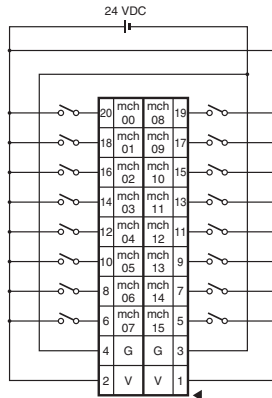 24 VDC
20 mch 00 mch 08 19
18 mch 01 mch 09 17
16 mch 02 mch 10 15
14 mch 03 mch 11 13
12 mch 04 mch 12 11
10 mch 05 mch 13 9
8 mch 06 mch 14 7
6 mch 07 mch 15 5
4 G G 3
2 V V 1